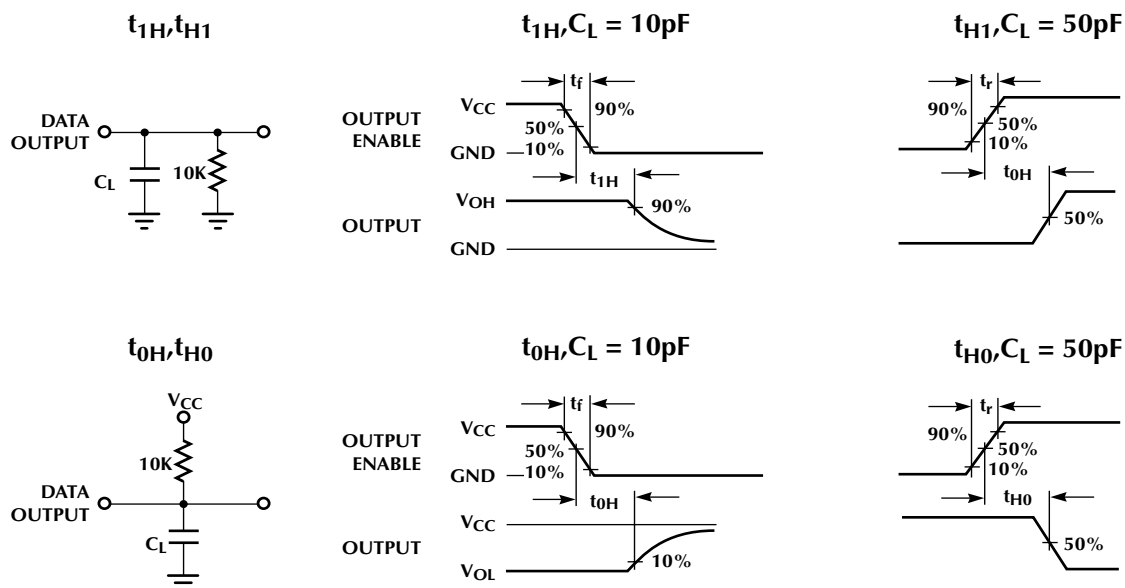 t1H,tH1
DATA
OUTPUT
CL
10K
t1H,CL = 10pF
OUTPUT
ENABLE
VCC
GND
tf
90%
50%
10%
t1H
OUTPUT
VOH
GND
90%
tH1,CL = 50pF
tr
90%
50%
10%
t0H
50%
t0H,tH0
VCC
10K
DATA
OUTPUT
CL
t0H,CL = 10pF
OUTPUT
ENABLE
VCC
GND
tf
90%
50%
10%
t0H
OUTPUT
VCC
VOL
10%
tH0,CL = 50pF
tr
90%
50%
10%
tH0
50%